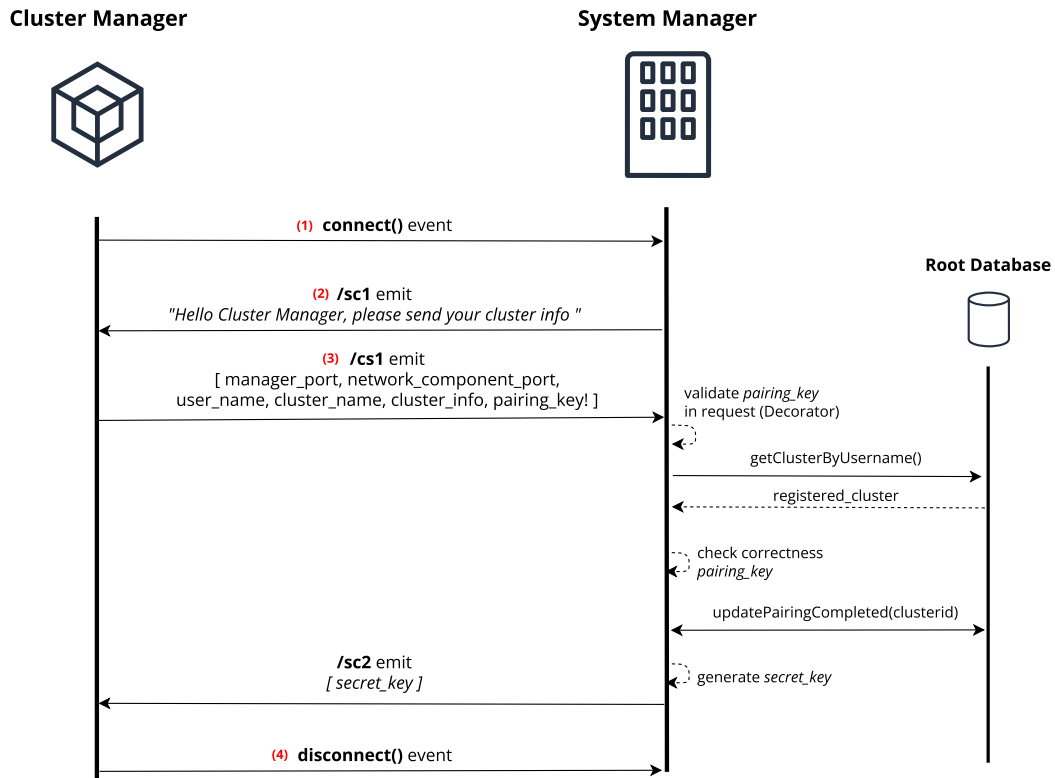 Cluster Manager
System Manager
(1) connect() event
Root Database
(2) /sc1 emit
"Hello Cluster Manager, please send your cluster info "
(3) /cs1 emit
[ manager_port, network_component_port,
user_name, cluster_name, cluster_info, pairing_key! ]
validate pairing_key
in request (Decorator)
getClusterByUsername()
registered_cluster
check correctness
pairing_key
updatePairingCompleted(clusterid)
/sc2 emit
[ secret_key ]
generate secret_key
(4) disconnect() event